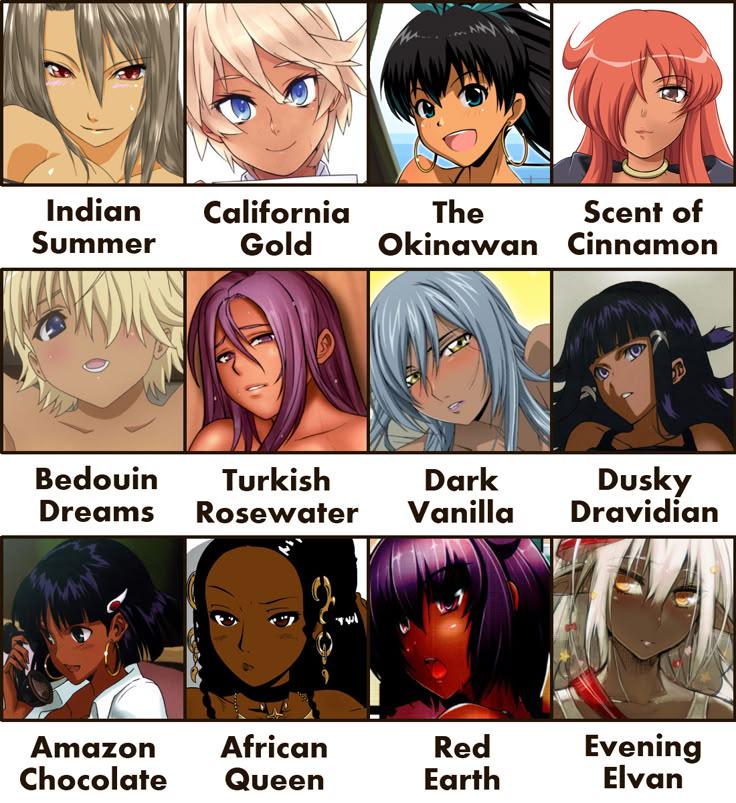 Indian
Summer
California
Gold
The
Okinawan
Scent of
Cinnamon
Bedouin
Dreams
Turkish
Rosewater
Dark
Vanilla
Dusky
Dravidian
Amazon
Chocolate
African
Queen
Red
Earth
Evening
Elvan